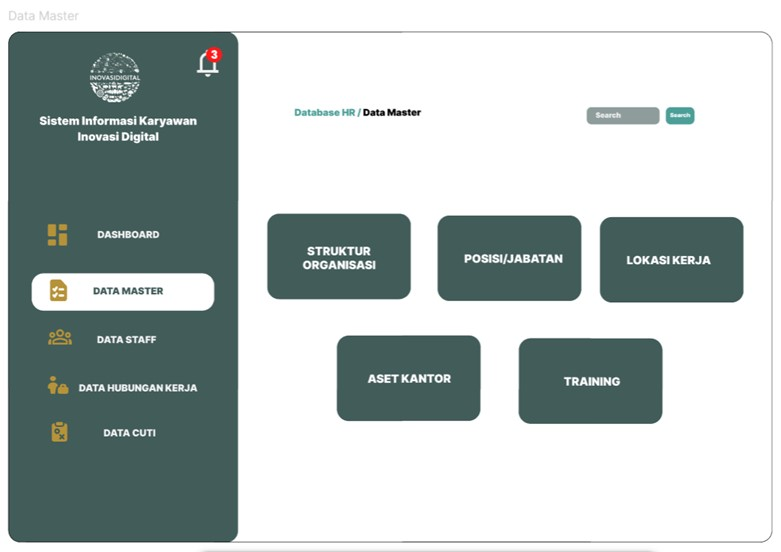 Data Master
INOVASIDIGITAL
3
Sistem Informasi Karyawan
Inovasi Digital
DASHBOARD
DATA MASTER
DATA STAFF
DATA HUBUNGAN KERJA
DATA CUTI
Database HR / Data Master
Search
Search
STRUKTUR
ORGANISASI
POSISI/JABATAN
LOKASI KERJA
ASET KANTOR
TRAINING